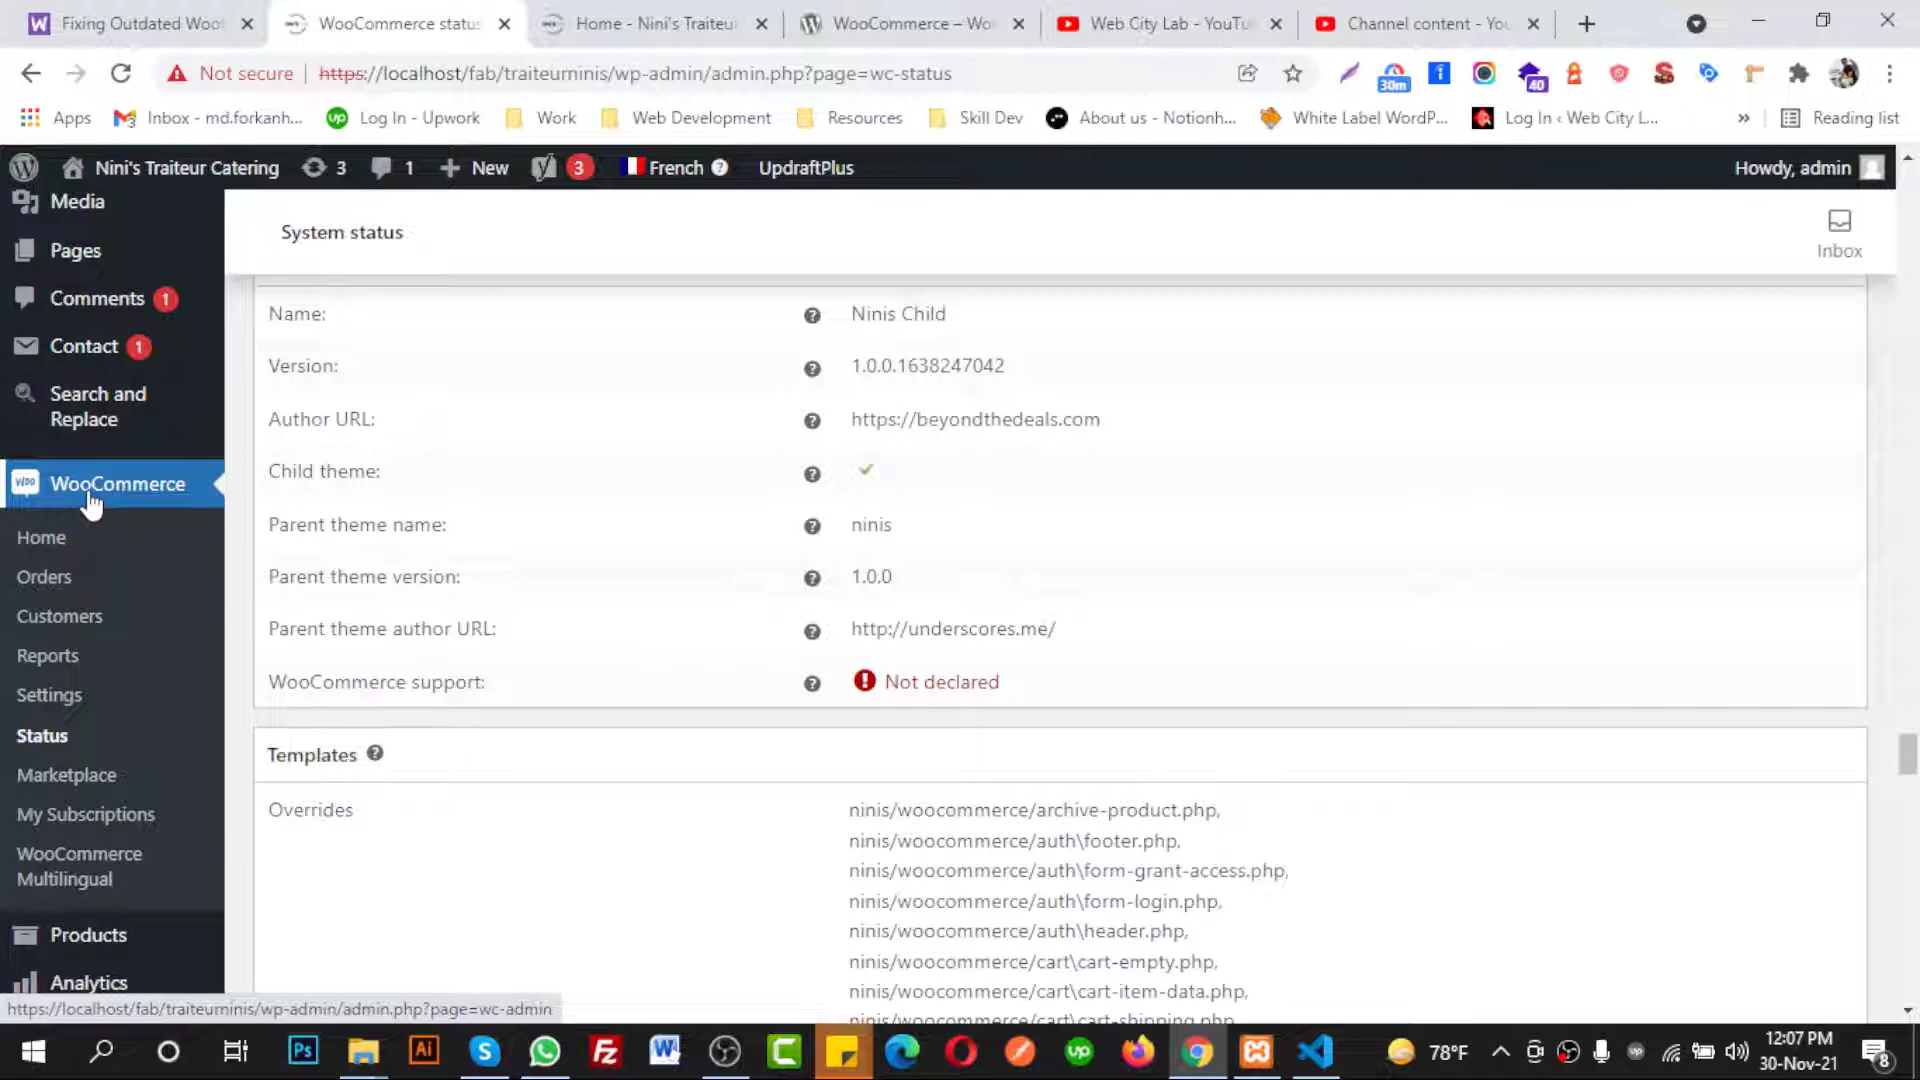 Fixing Outdated Woo
WooCommerce status
Home - Nini's Traiteur
WooCommerce – Wo
Web City Lab - YouTu
Channel content - You
Not secure
https://localhost/fab/traiteurninis/wp-admin/admin.php?page=wc-status
30m
40
Apps
Inbox - md.forkanh...
Log In - Upwork
Work
Web Development
Resources
Skill Dev
About us - Notionh...
White Label WordP...
Log In ‹ Web City L...
»
Reading list
Nini's Traiteur Catering
3
1
New
3
French
UpdraftPlus
Howdy, admin
Media
Pages
Comments 1
Contact 1
Search and
Replace
WooCommerce
Home
Orders
Customers
Reports
Settings
Status
Marketplace
My Subscriptions
WooCommerce
Multilingual
Products
Analytics
System status
Inbox
Name: Ninis Child
Version: 1.0.0.1638247042
Author URL: https://beyondthedeals.com
Child theme:
Parent theme name: ninis
Parent theme version: 1.0.0
Parent theme author URL: http://underscores.me/
WooCommerce support: Not declared
Templates
Overrides
ninis/woocommerce/archive-product.php,
ninis/woocommerce/auth\footer.php,
ninis/woocommerce/auth\form-grant-access.php,
ninis/woocommerce/auth\form-login.php,
ninis/woocommerce/auth\header.php,
ninis/woocommerce/cart\cart-empty.php,
ninis/woocommerce/cart\cart-item-data.php,
ninis/woocommerce/cart\cart-shipping.php
https://localhost/fab/traiteurninis/wp-admin/admin.php?page=wc-admin
78°F
12:07 PM
30-Nov-21
8